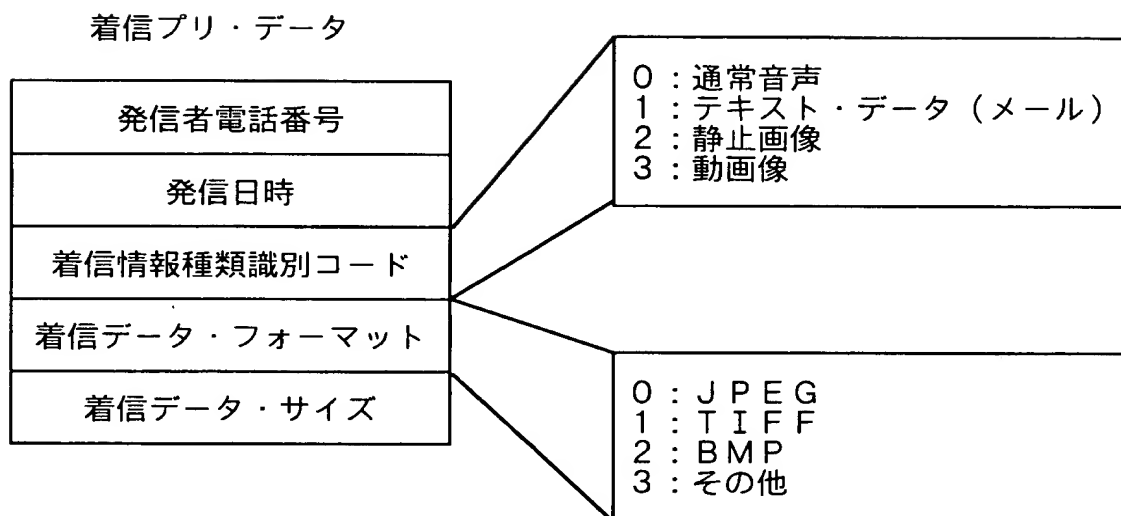 着信プリ・データ
発信者電話番号
発信日時
着信情報種類識別コード
着信データ・フォーマット
着信データ・サイズ
0:通常音声
1:テキスト・データ(メール)
2:静止画像
3:動画像
0:JPEG
1:TIFF
2:BMP
3:その他